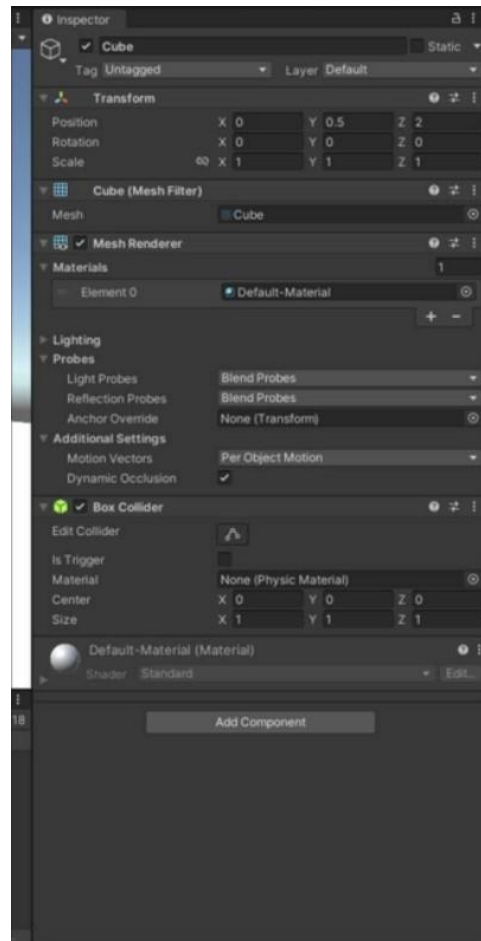 Inspector
Cube Static
Tag Untagged Layer Default
Transform
Position X 0 Y 0.5 Z 2
Rotation X 0 Y 0 Z 0
Scale X 1 Y 1 Z 1
Cube (Mesh Filter)
Mesh Cube
Mesh Renderer
Materials 1
Element 0 Default-Material
+ -
Lighting
Probes
Light Probes Blend Probes
Reflection Probes Blend Probes
Anchor Override None (Transform)
Additional Settings
Motion Vectors Per Object Motion
Dynamic Occlusion
Box Collider
Edit Collider
Is Trigger
Material None (Physic Material)
Center X 0 Y 0 Z 0
Size X 1 Y 1 Z 1
Default-Material (Material)
Shader Standard Edit...
18
Add Component